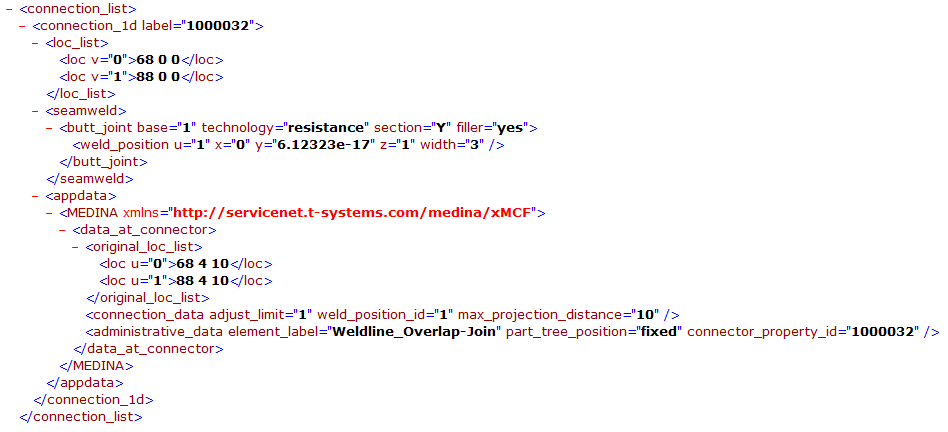 − <connection_list>
− <connection_1d label="1000032">
− <loc_list>
<loc v="0">68 0 0</loc>
<loc v="1">88 0 0</loc>
</loc_list>
− <seamweld>
− <butt_joint base="1" technology="resistance" section="Y" filler="yes">
<weld_position u="1" x="0" y="6.12323e-17" z="1" width="3" />
</butt_joint>
</seamweld>
− <appdata>
− <MEDINA xmlns="http://servicenet.t-systems.com/medina/xMCF">
− <data_at_connector>
− <original_loc_list>
<loc u="0">68 4 10</loc>
<loc u="1">88 4 10</loc>
</original_loc_list>
<connection_data adjust_limit="1" weld_position_id="1" max_projection_distance="10" />
<administrative_data element_label="Weldline_Overlap-Join" part_tree_position="fixed" connector_property_id="1000032" />
</data_at_connector>
</MEDINA>
</appdata>
</connection_1d>
</connection_list>